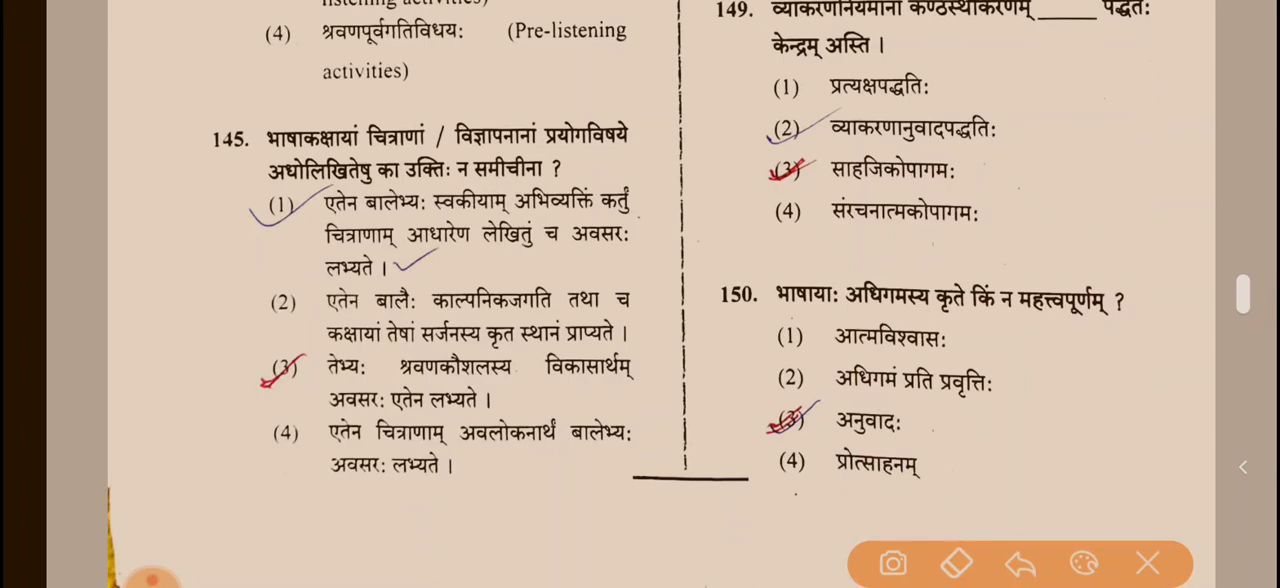 (4) श्रवणपूर्वगतिविधयः (Pre-listening
activities)
145. भाषाकक्षायां चित्राणां / विज्ञापनानां प्रयोगविषये
अधोलिखितेषु का उक्तिः न समीचीना ?
(1) एतेन बालेभ्यः स्वकीयाम् अभिव्यक्तिं कर्तुं
चित्राणाम् आधारेण लेखितुं च अवसरः
लभ्यते ।
(2) एतेन बालैः काल्पनिकजगति तथा च
कक्षायां तेषां सर्जनस्य कृत स्थानं प्राप्यते ।
(3) तेभ्यः श्रवणकौशलस्य विकासार्थम्
अवसरः एतेन लभ्यते ।
(4) एतेन चित्राणाम् अवलोकनार्थं बालेभ्यः
अवसरः लभ्यते ।
149. व्याकरणनियमानां कण्ठस्थीकरणम् _____ पद्धतेः
केन्द्रम् अस्ति ।
(1) प्रत्यक्षपद्धतिः
(2) व्याकरणानुवादपद्धतिः
(3) साहजिकोपागमः
(4) संरचनात्मकोपागमः
150. भाषायाः अधिगमस्य कृते किं न महत्त्वपूर्णम् ?
(1) आत्मविश्वासः
(2) अधिगमं प्रति प्रवृत्तिः
(3) अनुवादः
(4) प्रोत्साहनम्